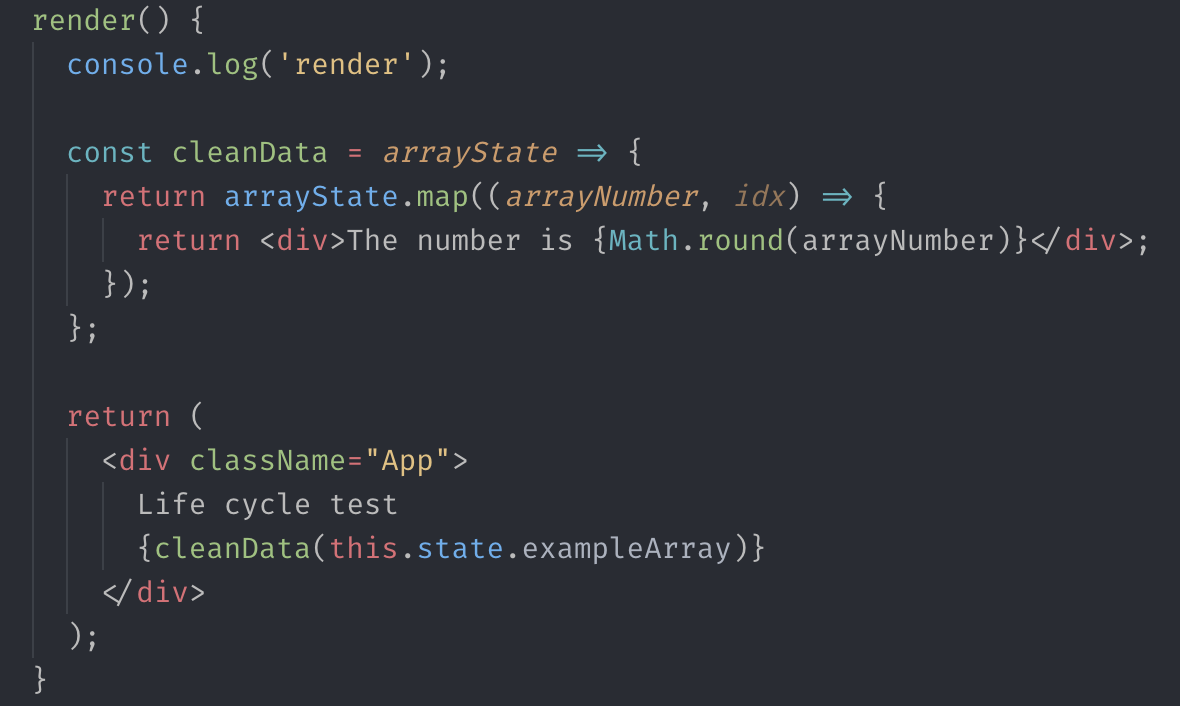 render() {
console.log('render');
const cleanData = arrayState => {
return arrayState.map((arrayNumber, idx) => {
return <div>The number is {Math.round(arrayNumber)}</div>;
});
};
return (
<div className="App">
Life cycle test
{cleanData(this.state.exampleArray)}
</div>
);
}